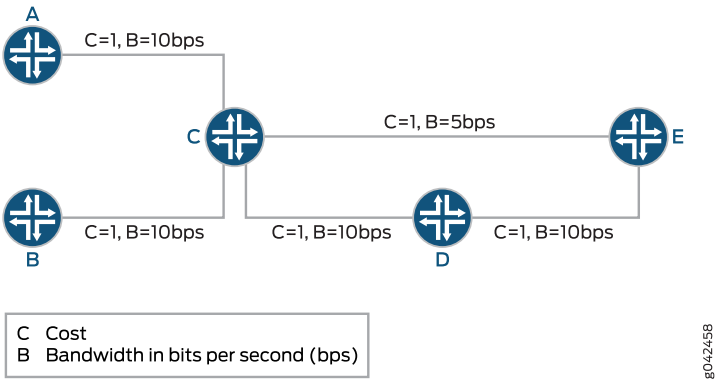 A
C=1, B=10bps
C
C=1, B=5bps
E
B
C=1, B=10bps
C=1, B=10bps
D
C=1, B=10bps
C Cost
B Bandwidth in bits per second (bps)
g042458